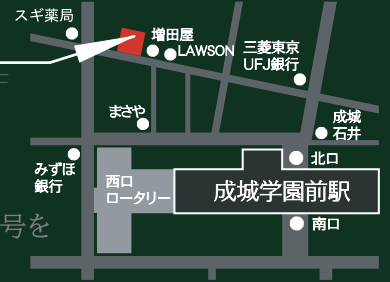 スギ薬局
増田屋
LAWSON
三菱東京
UFJ銀行
まさや
成城
石井
みずほ
銀行
西口
ロータリー
北口
成城学園前駅
南口
号を